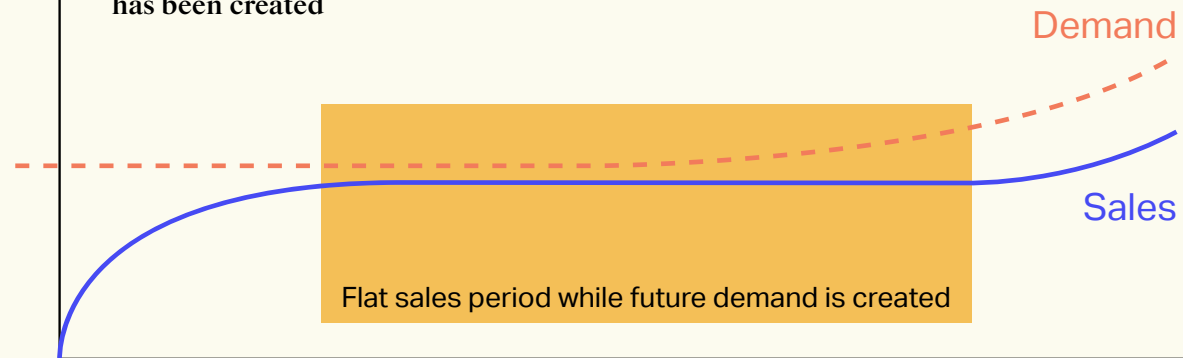 has been created
Demand
Sales
Flat sales period while future demand is created